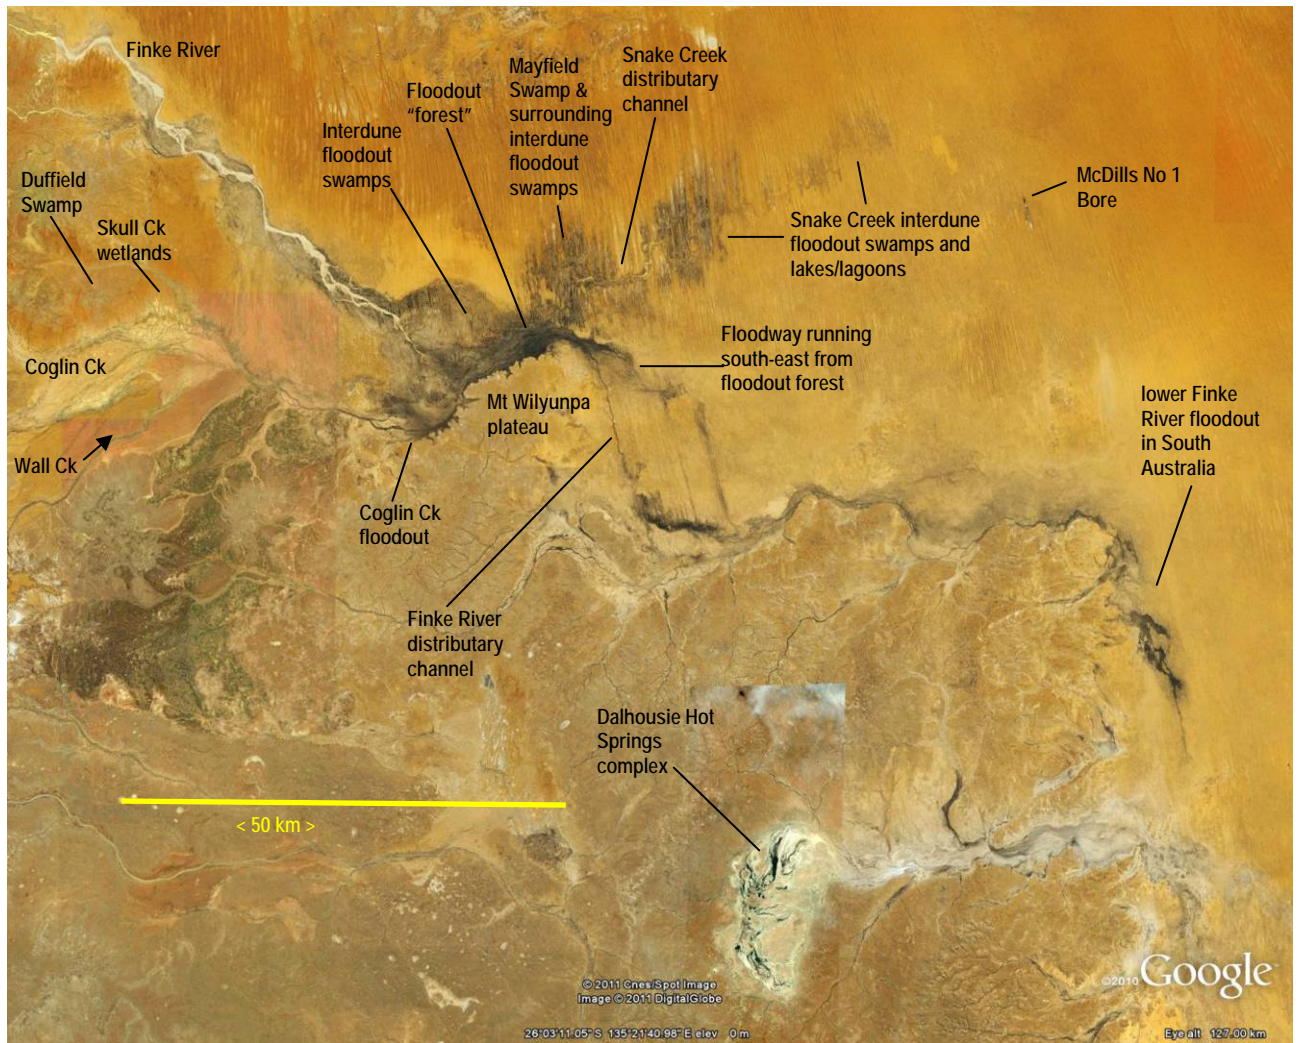 Finke River
Floodout
“forest”
Mayfield
Swamp &
surrounding
interdune
floodout
swamps
Snake Creek
distributary
channel
Interdune
floodout
swamps
Duffield
Swamp
Skull Ck
wetlands
McDills No 1
Bore
Snake Creek interdune
floodout swamps and
lakes/lagoons
Floodway running
south-east from
floodout forest
Coglin Ck
Mt Wilyunpa
plateau
lower Finke
River floodout
in South
Australia
Wall Ck
Coglin Ck
floodout
Finke River
distributary
channel
Dalhousie Hot
Springs
complex
< 50 km >
© 2011 Cnes/Spot Image
Image © 2011 DigitalGlobe
©2010 Google
26°03'11.05" S 135°21'40.98" E elev 0 m
Eye alt 127.00 km